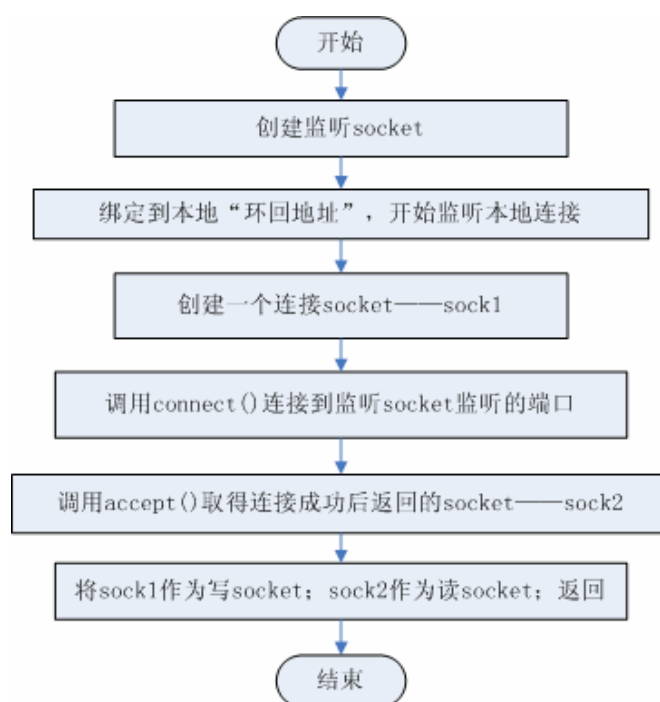 开始
创建监听socket
绑定到本地“环回地址”，开始监听本地连接
创建一个连接socket——sock1
调用connect()连接到监听socket监听的端口
调用accept()取得连接成功后返回的socket——sock2
将sock1作为写socket；sock2作为读socket；返回
结束